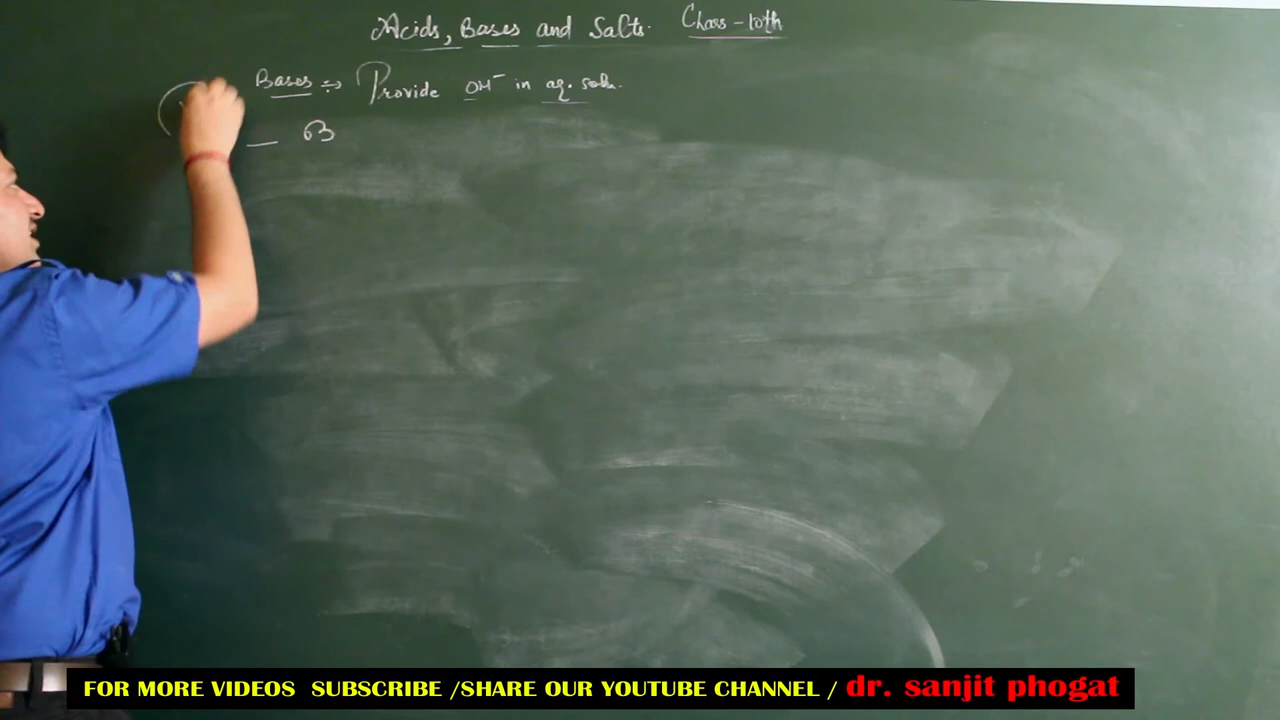 Acids, Bases and Salts. Class-10th
Bases :-> Provide OH⁻ in aq. soln.
— B
FOR MORE VIDEOS SUBSCRIBE /SHARE OUR YOUTUBE CHANNEL / dr. sanjit phogat